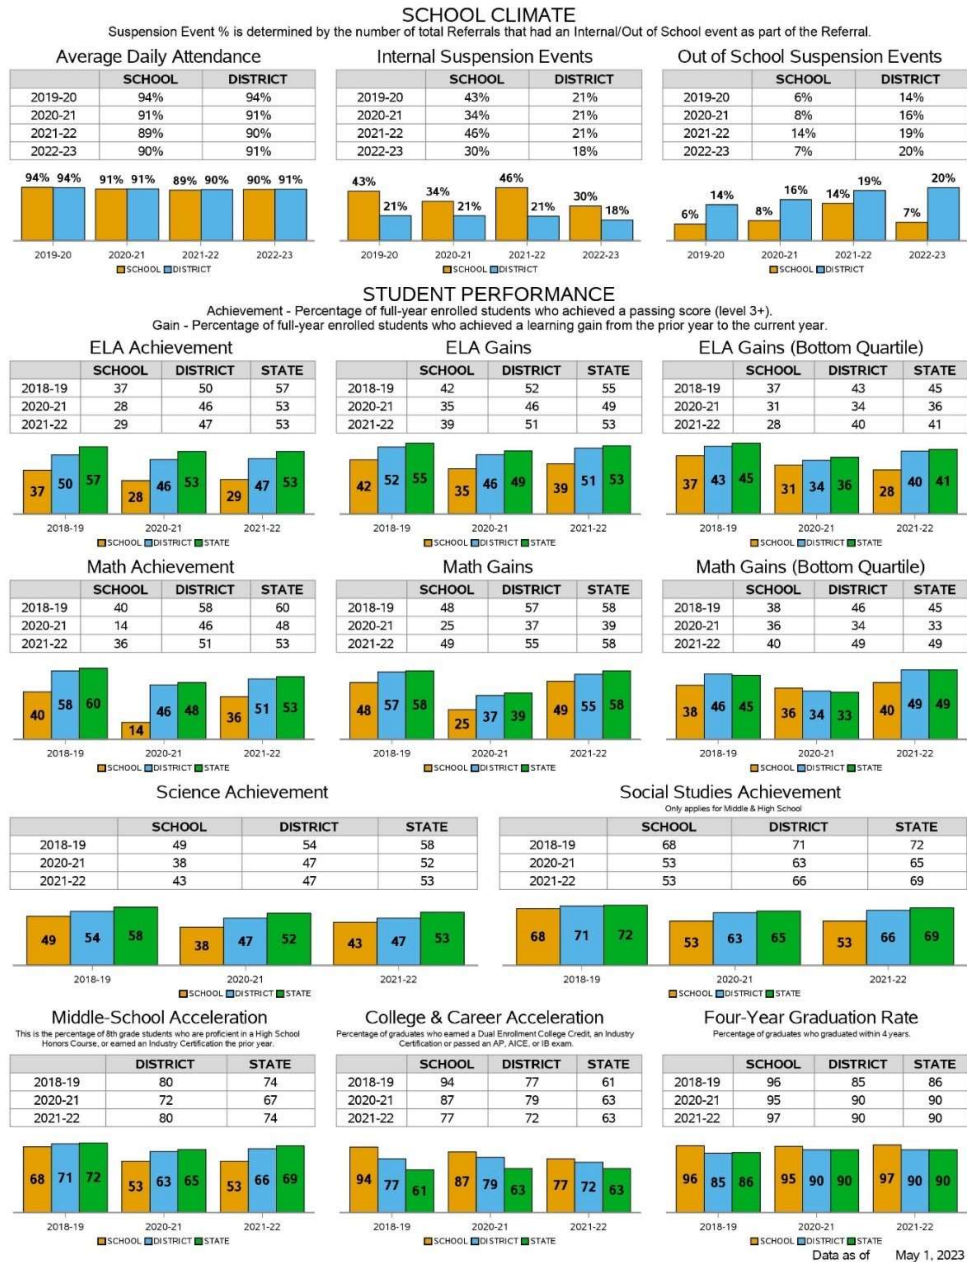 SCHOOL CLIMATE
Suspension Event % is determined by the number of total Referrals that had an Internal/Out of School event as part of the Referral.
Average Daily Attendance
SCHOOL DISTRICT
2019-20 94% 94%
2020-21 91% 91%
2021-22 89% 90%
2022-23 90% 91%
94% 94% 91% 91% 89% 90% 90% 91%
2019-20 2020-21 2021-22 2022-23
SCHOOL DISTRICT
Internal Suspension Events
SCHOOL DISTRICT
2019-20 43% 21%
2020-21 34% 21%
2021-22 46% 21%
2022-23 30% 18%
43% 21% 34% 21% 46% 21% 30% 18%
2019-20 2020-21 2021-22 2022-23
SCHOOL DISTRICT
Out of School Suspension Events
SCHOOL DISTRICT
2019-20 6% 14%
2020-21 8% 16%
2021-22 14% 19%
2022-23 7% 20%
6% 14% 8% 16% 14% 19% 7% 20%
2019-20 2020-21 2021-22 2022-23
SCHOOL DISTRICT
STUDENT PERFORMANCE
Achievement - Percentage of full-year enrolled students who achieved a passing score (level 3+).
Gain - Percentage of full-year enrolled students who achieved a learning gain from the prior year to the current year.
ELA Achievement
SCHOOL DISTRICT STATE
2018-19 37 50 57
2020-21 28 46 53
2021-22 29 47 53
37 50 57 28 46 53 29 47 53
2018-19 2020-21 2021-22
SCHOOL DISTRICT STATE
ELA Gains
SCHOOL DISTRICT STATE
2018-19 42 52 55
2020-21 35 46 49
2021-22 39 51 53
42 52 55 35 46 49 39 51 53
2018-19 2020-21 2021-22
SCHOOL DISTRICT STATE
ELA Gains (Bottom Quartile)
SCHOOL DISTRICT STATE
2018-19 37 43 45
2020-21 31 34 36
2021-22 28 40 41
37 43 45 31 34 36 28 40 41
2018-19 2020-21 2021-22
SCHOOL DISTRICT STATE
Math Achievement
SCHOOL DISTRICT STATE
2018-19 40 58 60
2020-21 14 46 48
2021-22 36 51 53
40 58 60 14 46 48 36 51 53
2018-19 2020-21 2021-22
SCHOOL DISTRICT STATE
Math Gains
SCHOOL DISTRICT STATE
2018-19 48 57 58
2020-21 25 37 39
2021-22 49 55 58
48 57 58 25 37 39 49 55 58
2018-19 2020-21 2021-22
SCHOOL DISTRICT STATE
Math Gains (Bottom Quartile)
SCHOOL DISTRICT STATE
2018-19 38 46 45
2020-21 36 34 33
2021-22 40 49 49
38 46 45 36 34 33 40 49 49
2018-19 2020-21 2021-22
SCHOOL DISTRICT STATE
Science Achievement
SCHOOL DISTRICT STATE
2018-19 49 54 58
2020-21 38 47 52
2021-22 43 47 53
49 54 58 38 47 52 43 47 53
2018-19 2020-21 2021-22
SCHOOL DISTRICT STATE
Social Studies Achievement
Only applies for Middle & High School
SCHOOL DISTRICT STATE
2018-19 68 71 72
2020-21 53 63 65
2021-22 53 66 69
68 71 72 53 63 65 53 66 69
2018-19 2020-21 2021-22
SCHOOL DISTRICT STATE
Middle-School Acceleration
This is the percentage of 8th grade students who are proficient in a High School
Honors Course, or earned an Industry Certification the prior year.
DISTRICT STATE
2018-19 80 74
2020-21 72 67
2021-22 80 74
68 71 72 53 63 65 53 66 69
2018-19 2020-21 2021-22
SCHOOL DISTRICT STATE
College & Career Acceleration
Percentage of graduates who earned a Dual Enrollment College Credit, an Industry
Certification or passed an AP, AICE, or IB exam.
SCHOOL DISTRICT STATE
2018-19 94 77 61
2020-21 87 79 63
2021-22 77 72 63
94 77 61 87 79 63 77 72 63
2018-19 2020-21 2021-22
SCHOOL DISTRICT STATE
Four-Year Graduation Rate
Percentage of graduates who graduated within 4 years.
SCHOOL DISTRICT STATE
2018-19 96 85 86
2020-21 95 90 90
2021-22 97 90 90
96 85 86 95 90 90 97 90 90
2018-19 2020-21 2021-22
SCHOOL DISTRICT STATE
Data as of May 1, 2023